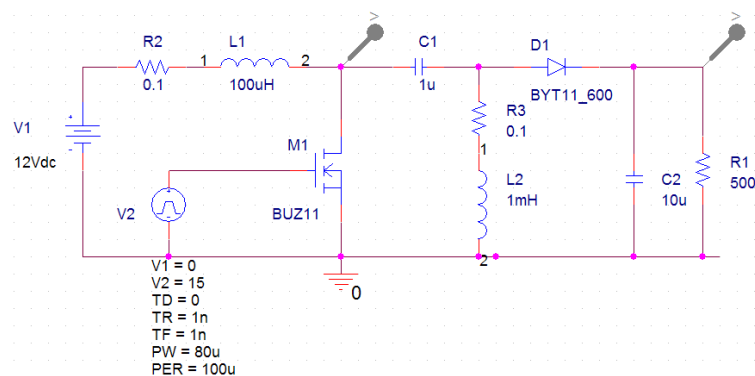 R2
L1
1
2
0.1
100uH
C1
1u
D1
BYT11_600
R3
0.1
V1
12Vdc
M1
BUZ11
V2
1
L2
1mH
2
C2
10u
R1
500
0
V1 = 0
V2 = 15
TD = 0
TR = 1n
TF = 1n
PW = 80u
PER = 100u
V
V